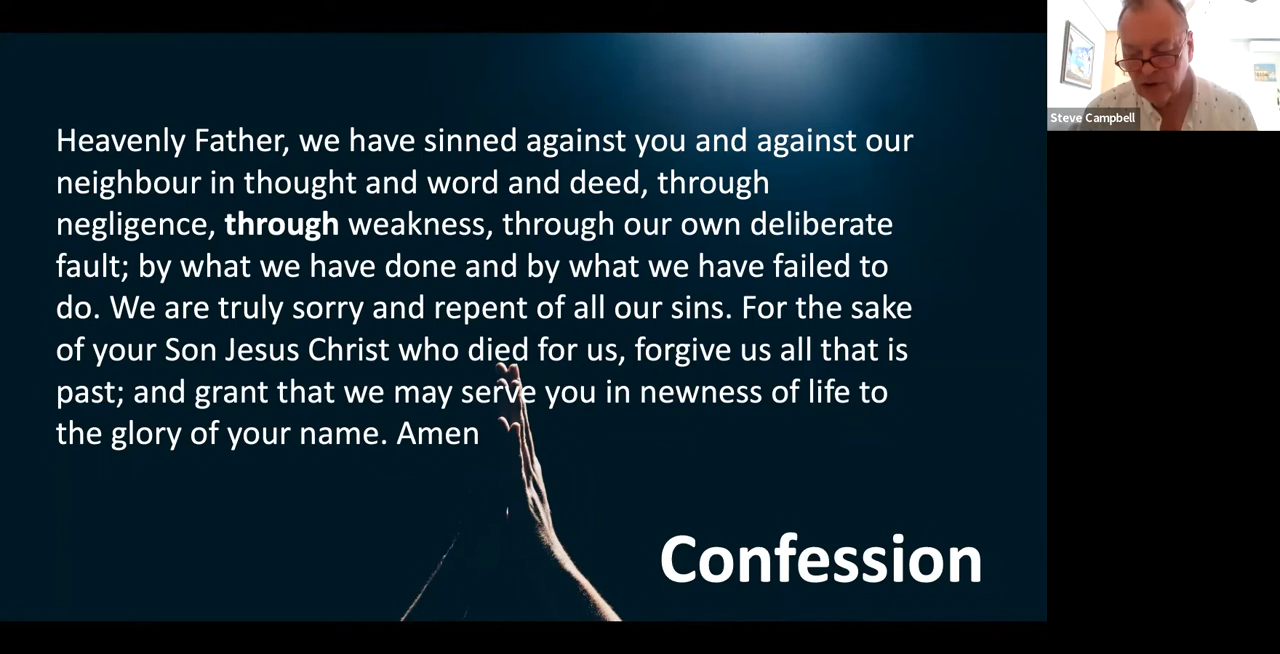 Heavenly Father, we have sinned against you and against our
neighbour in thought and word and deed, through
negligence, through weakness, through our own deliberate
fault; by what we have done and by what we have failed to
do. We are truly sorry and repent of all our sins. For the sake
of your Son Jesus Christ who died for us, forgive us all that is
past; and grant that we may serve you in newness of life to
the glory of your name. Amen
Confession
Steve Campbell